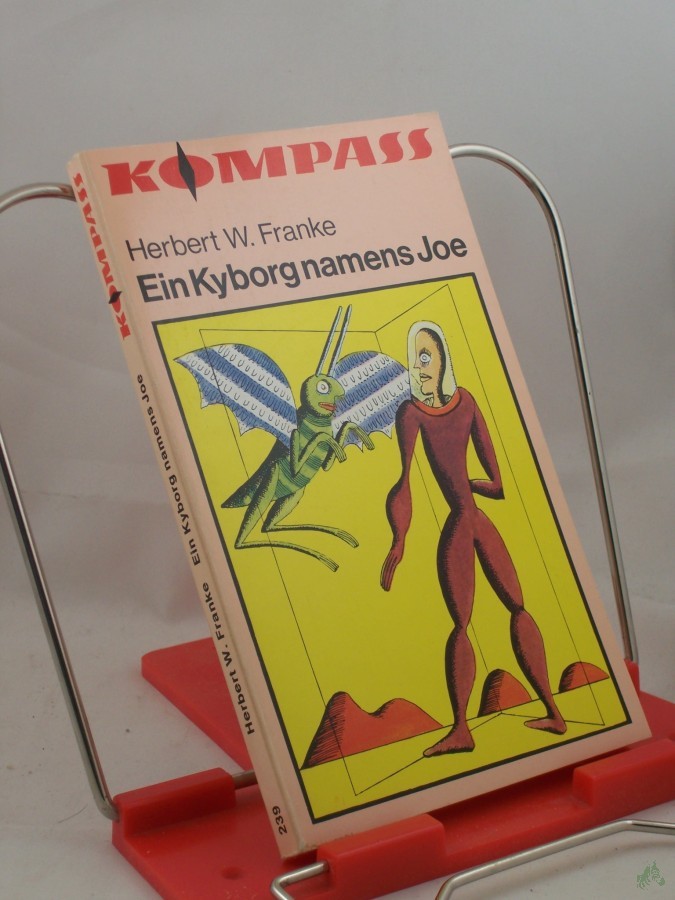 KOMPASS
Herbert W. Franke
Ein Kyborg namens Joe
KOMPASS
Herbert W. Franke Ein Kyborg namens Joe
239